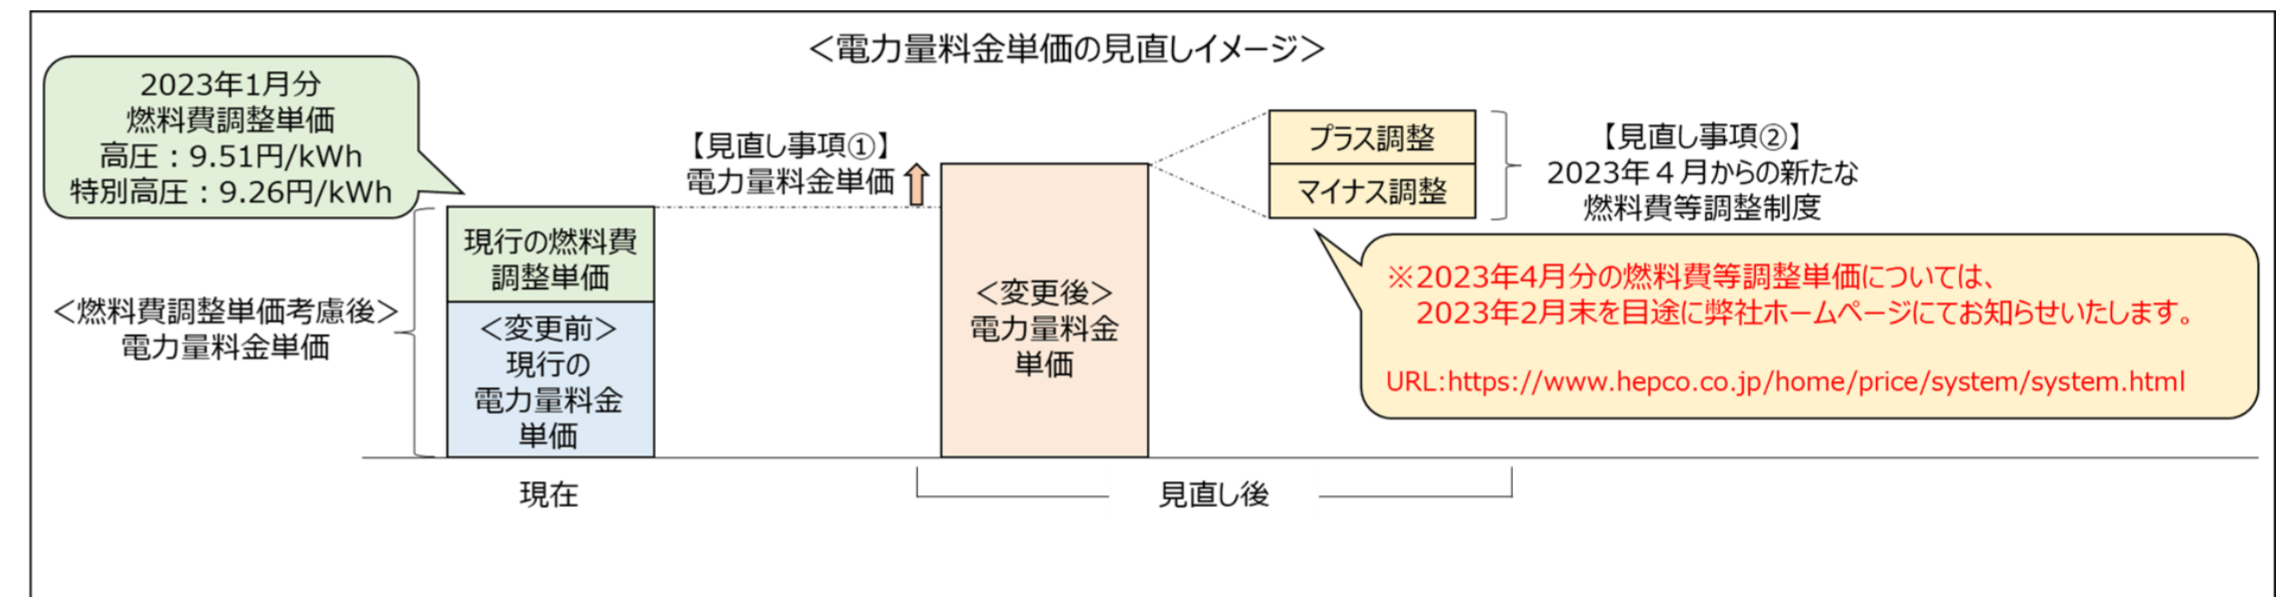 ＜電力量料金単価の見直しイメージ＞
2023年1月分
燃料費調整単価
高圧：9.51円/kWh
特別高圧：9.26円/kWh
＜燃料費調整単価考慮後＞
電力量料金単価
現行の燃料費
調整単価
＜変更前＞
現行の
電力量料金
単価
現在
【見直し事項①】
電力量料金単価
＜変更後＞
電力量料金
単価
プラス調整
マイナス調整
【見直し事項②】
2023年４月からの新たな
燃料費等調整制度
※2023年4月分の燃料費等調整単価については、
2023年2月末を目途に弊社ホームページにてお知らせいたします。
URL:https://www.hepco.co.jp/home/price/system/system.html
見直し後